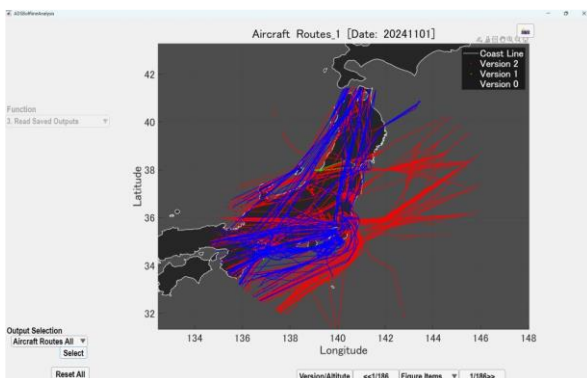 Aircraft Routes_1 [Date: 20241101]
Coast Line
Version 2
Version 1
Version 0
42
40
38
36
34
32
Latitude
134
136
138
140
142
144
146
148
Longitude
Function
3. Read Saved Outputs
Output Selection
Aircraft Routes All
Select
Reset All
Version/Altitute
<<1/186
Figure Items
1/186>>